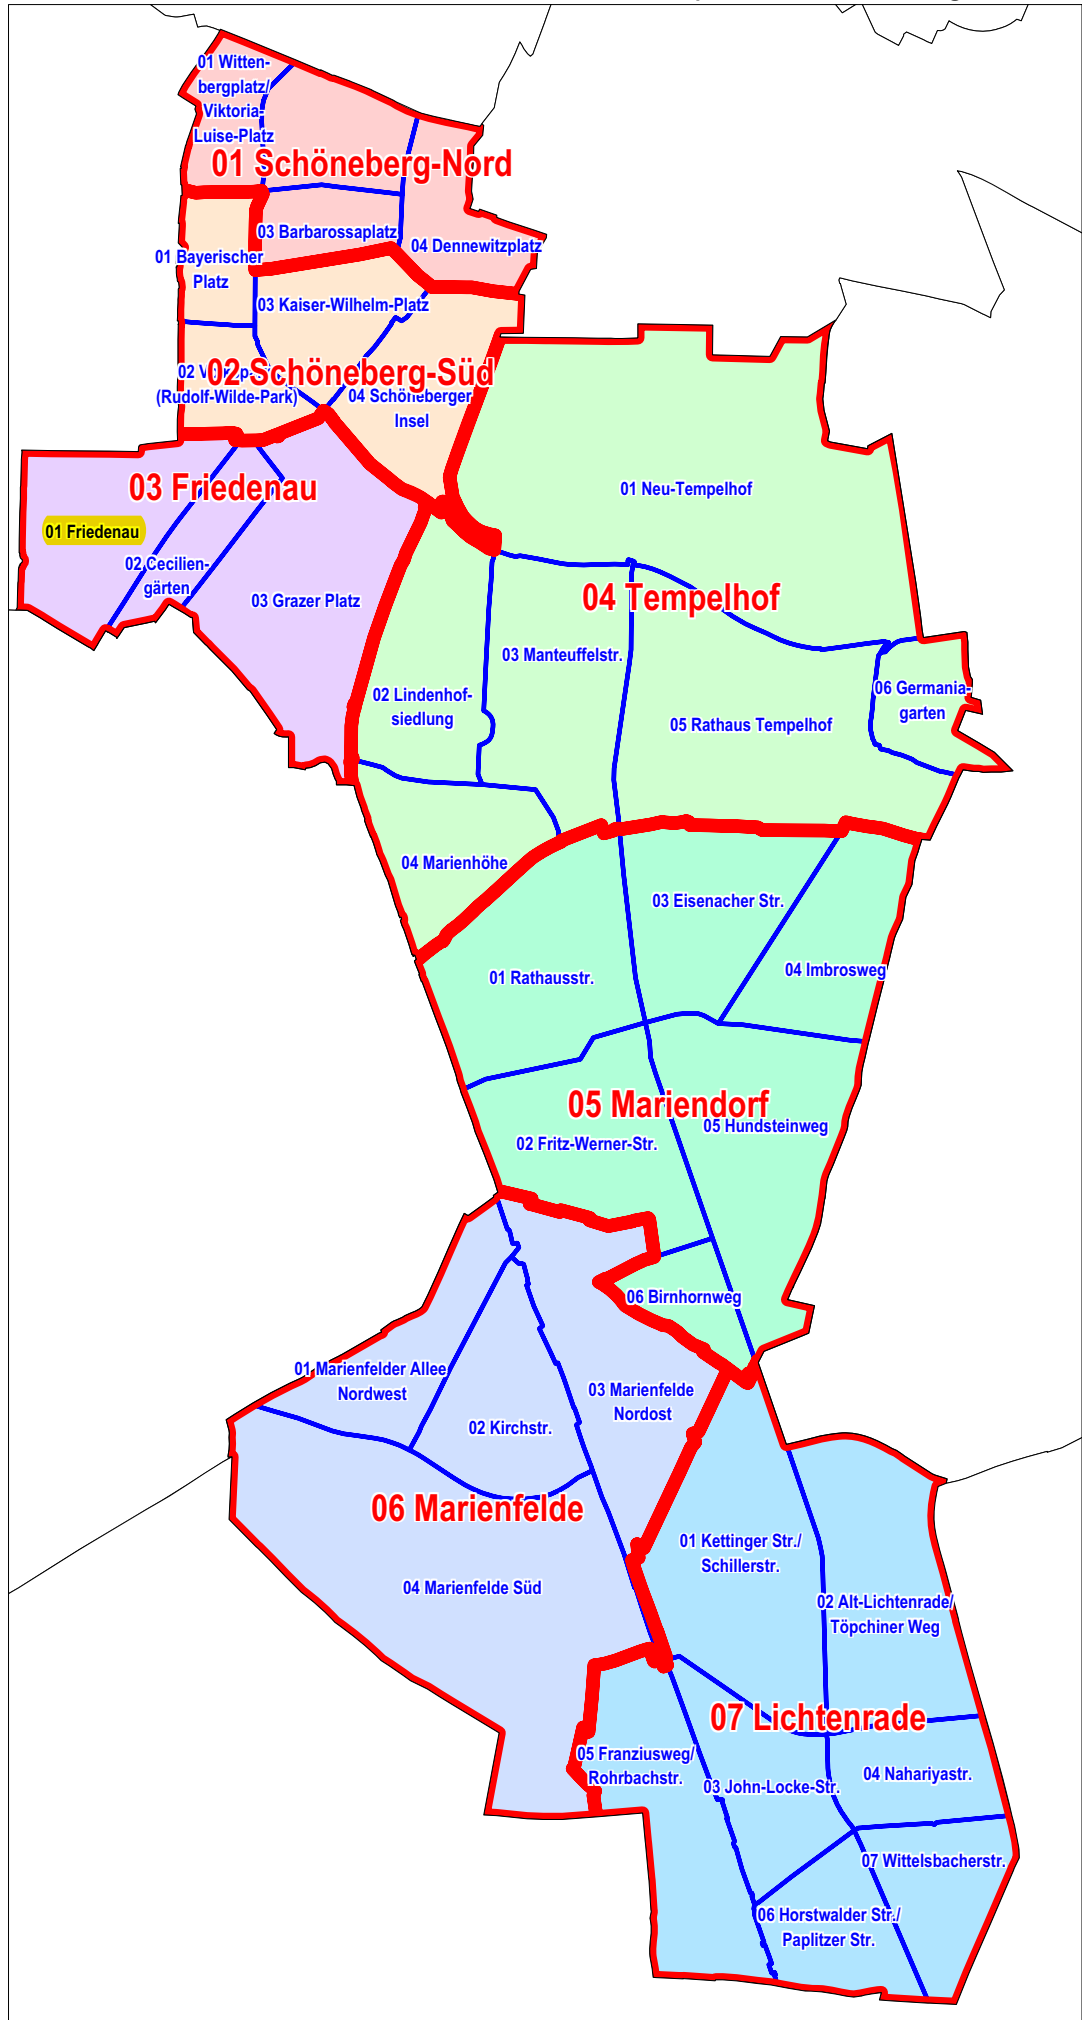 01 Witten-
bergplatz/
Viktoria-
Luise-Platz
01 Schöneberg-Nord
03 Barbarossaplatz
04 Dennewitzplatz
01 Bayerischer
Platz
03 Kaiser-Wilhelm-Platz
02 Schöneberg-Süd
02
(Rudolf-Wilde-Park)
04 Schöneberger
Insel
03 Friedenau
01 Friedenau
02 Cecilien-
gärten
03 Grazer Platz
01 Neu-Tempelhof
04 Tempelhof
03 Manteuffelstr.
02 Lindenhof-
siedlung
06 Germania-
garten
05 Rathaus Tempelhof
04 Marienhöhe
03 Eisenacher Str.
01 Rathausstr.
04 Imbrosweg
05 Mariendorf
05 Hundsteinweg
02 Fritz-Werner-Str.
06 Birnhornweg
01 Marienfelder Allee
Nordwest
03 Marienfelde
Nordost
02 Kirchstr.
06 Marienfelde
04 Marienfelde Süd
01 Kettinger Str./
Schillerstr.
02 Alt-Lichtenrade/
Töpchiner Weg
07 Lichtenrade
05 Franziusweg/
Rohrbachstr.
03 John-Locke-Str.
04 Nahariyastr.
07 Wittelsbacherstr.
06 Horstwalder Str./
Paplitzer Str.